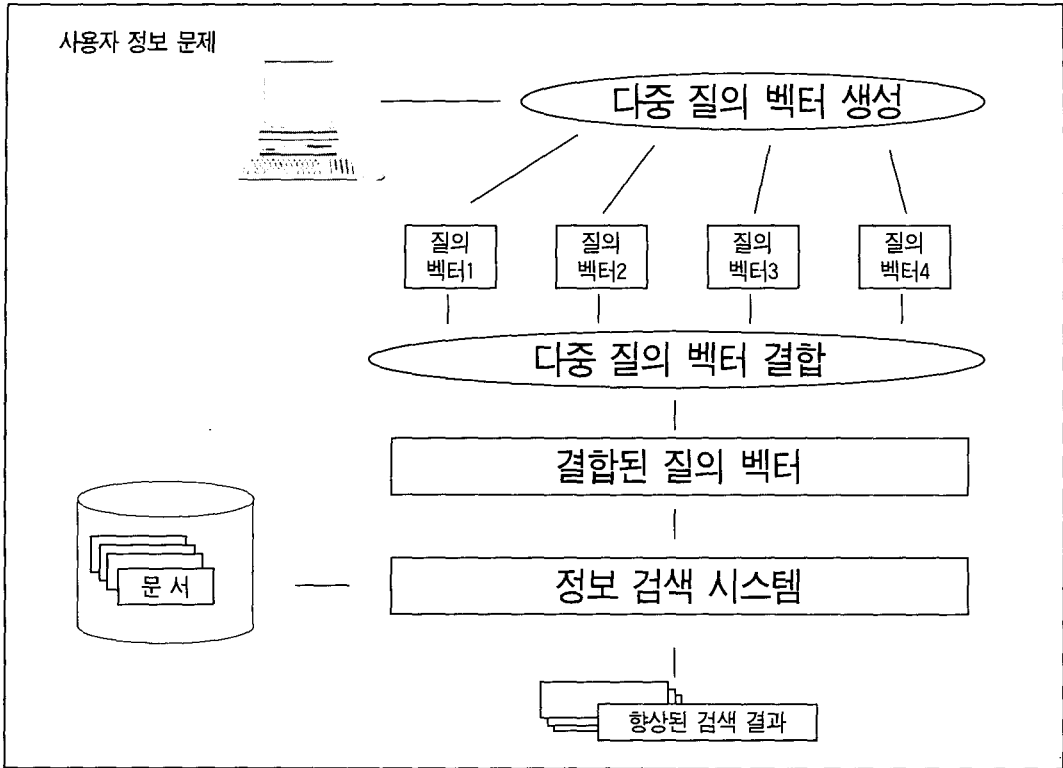 사용자 정보 문제
다중 질의 벡터 생성
질의
벡터1
질의
벡터2
질의
벡터3
질의
벡터4
다중 질의 벡터 결합
결합된 질의 벡터
문서
정보 검색 시스템
향상된 검색 결과